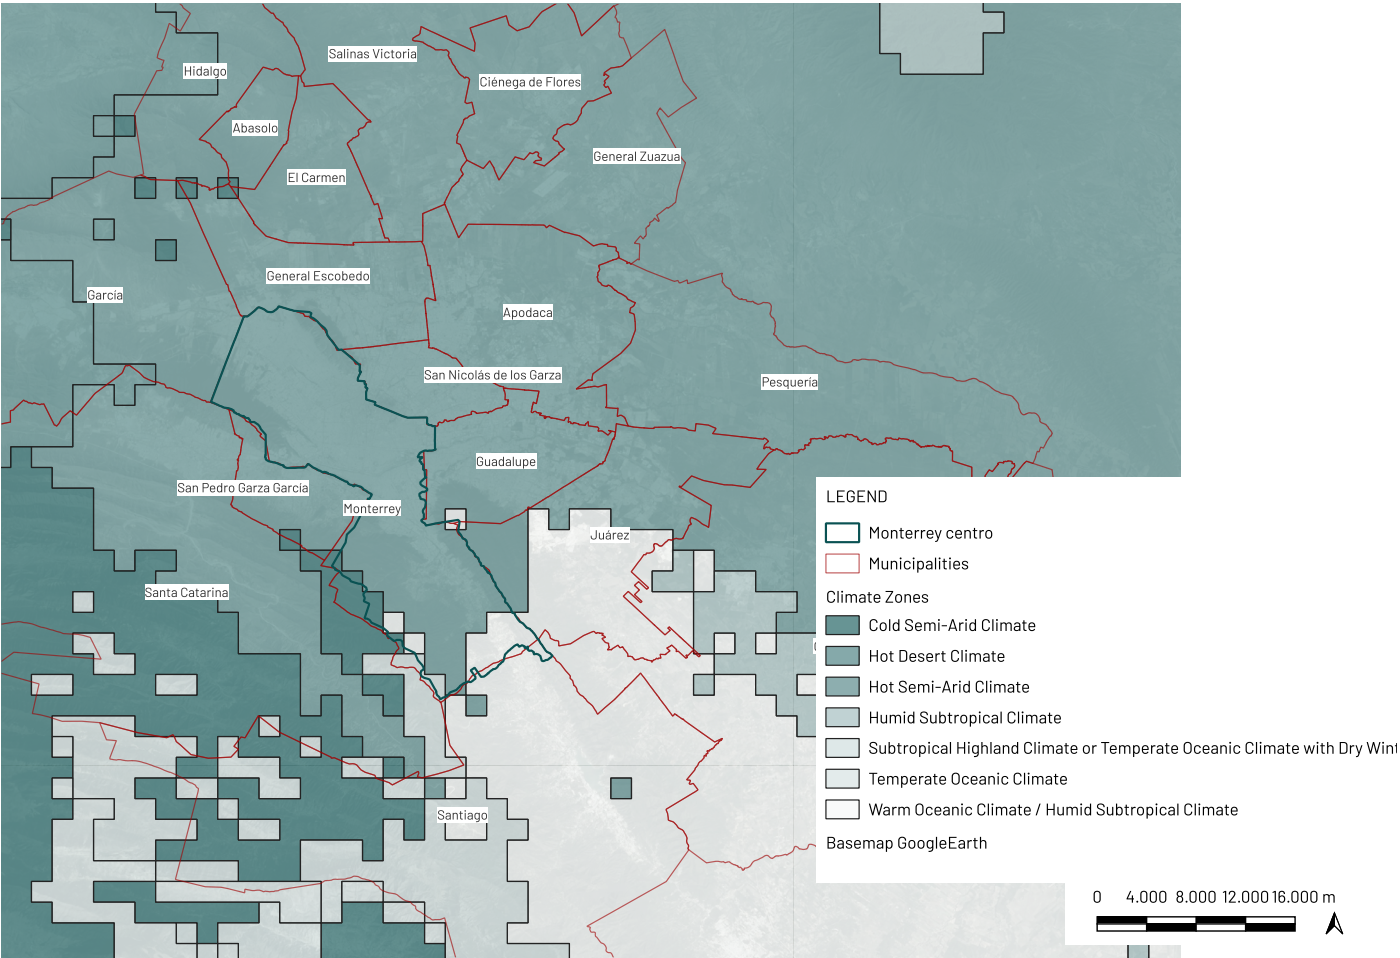 Salinas Victoria
Hidalgo
Ciénega de Flores
Abasolo
General Zuazua
El Carmen
General Escobedo
García
Apodaca
San Nicolás de los Garza
Pesquería
Guadalupe
San Pedro Garza García
Monterrey
Juárez
Santa Catarina
Santiago
LEGEND
Monterrey centro
Municipalities
Climate Zones
Cold Semi-Arid Climate
Hot Desert Climate
Hot Semi-Arid Climate
Humid Subtropical Climate
Subtropical Highland Climate or Temperate Oceanic Climate with Dry Wint
Temperate Oceanic Climate
Warm Oceanic Climate / Humid Subtropical Climate
Basemap GoogleEarth
0 4.000 8.000 12.000 16.000 m